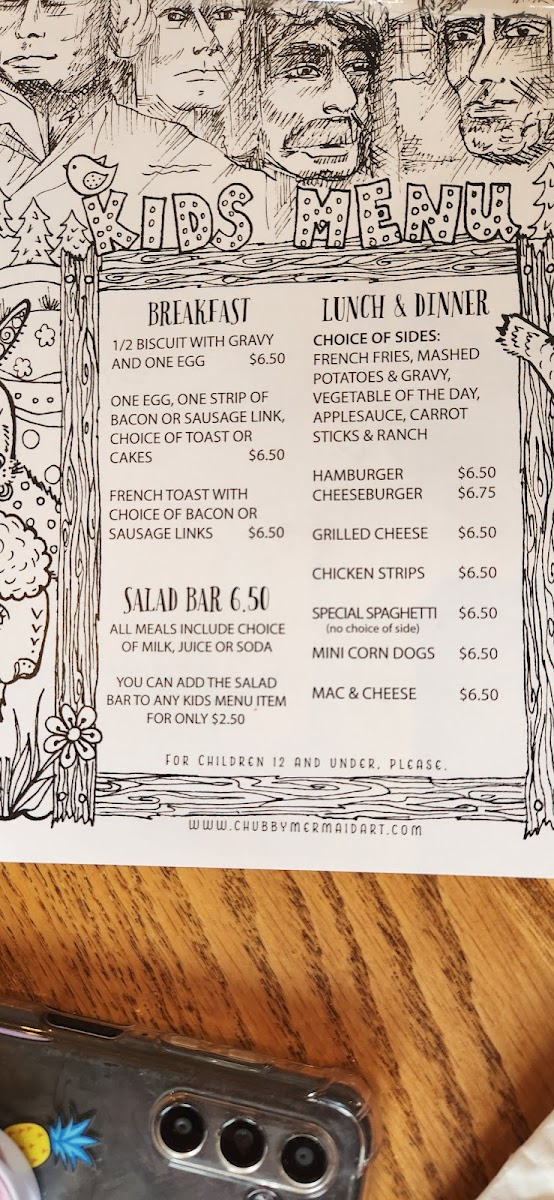 KIDS MENU
BREAKFAST
1/2 BISCUIT WITH GRAVY
AND ONE EGG $6.50
ONE EGG, ONE STRIP OF
BACON OR SAUSAGE LINK,
CHOICE OF TOAST OR
CAKES $6.50
FRENCH TOAST WITH
CHOICE OF BACON OR
SAUSAGE LINKS $6.50
SALAD BAR 6.50
ALL MEALS INCLUDE CHOICE
OF MILK, JUICE OR SODA
YOU CAN ADD THE SALAD
BAR TO ANY KIDS MENU ITEM
FOR ONLY $2.50
LUNCH & DINNER
CHOICE OF SIDES:
FRENCH FRIES, MASHED
POTATOES & GRAVY,
VEGETABLE OF THE DAY,
APPLESAUCE, CARROT
STICKS & RANCH
HAMBURGER $6.50
CHEESEBURGER $6.75
GRILLED CHEESE $6.50
CHICKEN STRIPS $6.50
SPECIAL SPAGHETTI $6.50
(no choice of side)
MINI CORN DOGS $6.50
MAC & CHEESE $6.50
FOR CHILDREN 12 AND UNDER, PLEASE.
WWW.CHUBBYMERMAIDART.COM